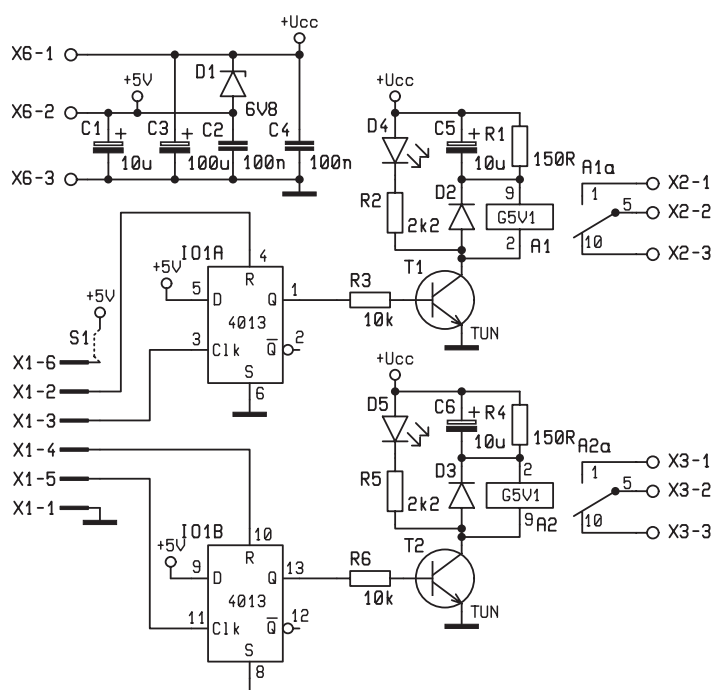 +Ucc
X6-1
D1
+5V
X6-2
6V8
C1
+
C3
+
C2
C4
10u
100u
100n
100n
X6-3
+Ucc
D4
C5
+
R1
10u
150R
A1a
R2
D2
9
1
X2-1
G5V1
5
X2-2
2k2
2
A1
10
X2-3
IO1A
4
T1
+5V
R
5
D
Q
1
R3
4013
10k
3
Clk
Q
2
TUN
S
6
+5V
S1
X1-6
X1-2
X1-3
X1-4
X1-5
X1-1
+Ucc
D5
C6
+
R4
10u
150R
A2a
R5
D3
2
1
X3-1
G5V1
5
X3-2
2k2
9
A2
10
X3-3
IO1B
10
T2
+5V
R
9
D
Q
13
R6
4013
10k
11
Clk
Q
12
TUN
S
8